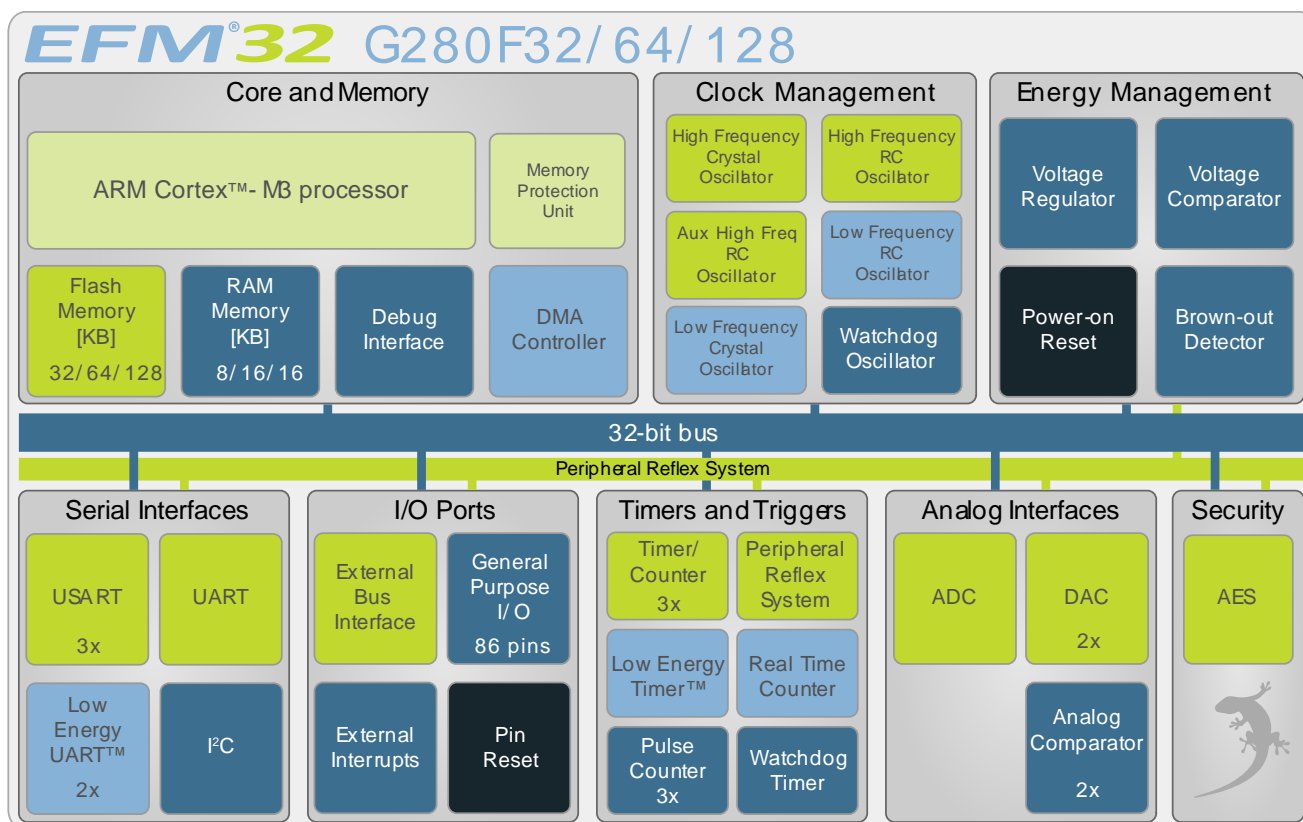 EFM®32 G280F32/64/128
Core and Memory
ARM Cortex™- M3 processor
Memory
Protection
Unit
Flash
Memory
[KB]
32/64/128
RAM
Memory
[KB]
8/16/16
Debug
Interface
DMA
Controller
Clock Management
High Frequency
Crystal
Oscillator
High Frequency
RC
Oscillator
Aux High Freq
RC
Oscillator
Low Frequency
RC
Oscillator
Low Frequency
Crystal
Oscillator
Watchdog
Oscillator
Energy Management
Voltage
Regulator
Voltage
Comparator
Power-on
Reset
Brown-out
Detector
32-bit bus
Peripheral Reflex System
Serial Interfaces
USART
3x
UART
Low
Energy
UART™
2x
I²C
I/O Ports
External
Bus
Interface
General
Purpose
I/O
86 pins
External
Interrupts
Pin
Reset
Timers and Triggers
Timer/
Counter
3x
Peripheral
Reflex
System
Low Energy
Timer™
Real Time
Counter
Pulse
Counter
3x
Watchdog
Timer
Analog Interfaces
ADC
DAC
2x
Analog
Comparator
2x
Security
AES